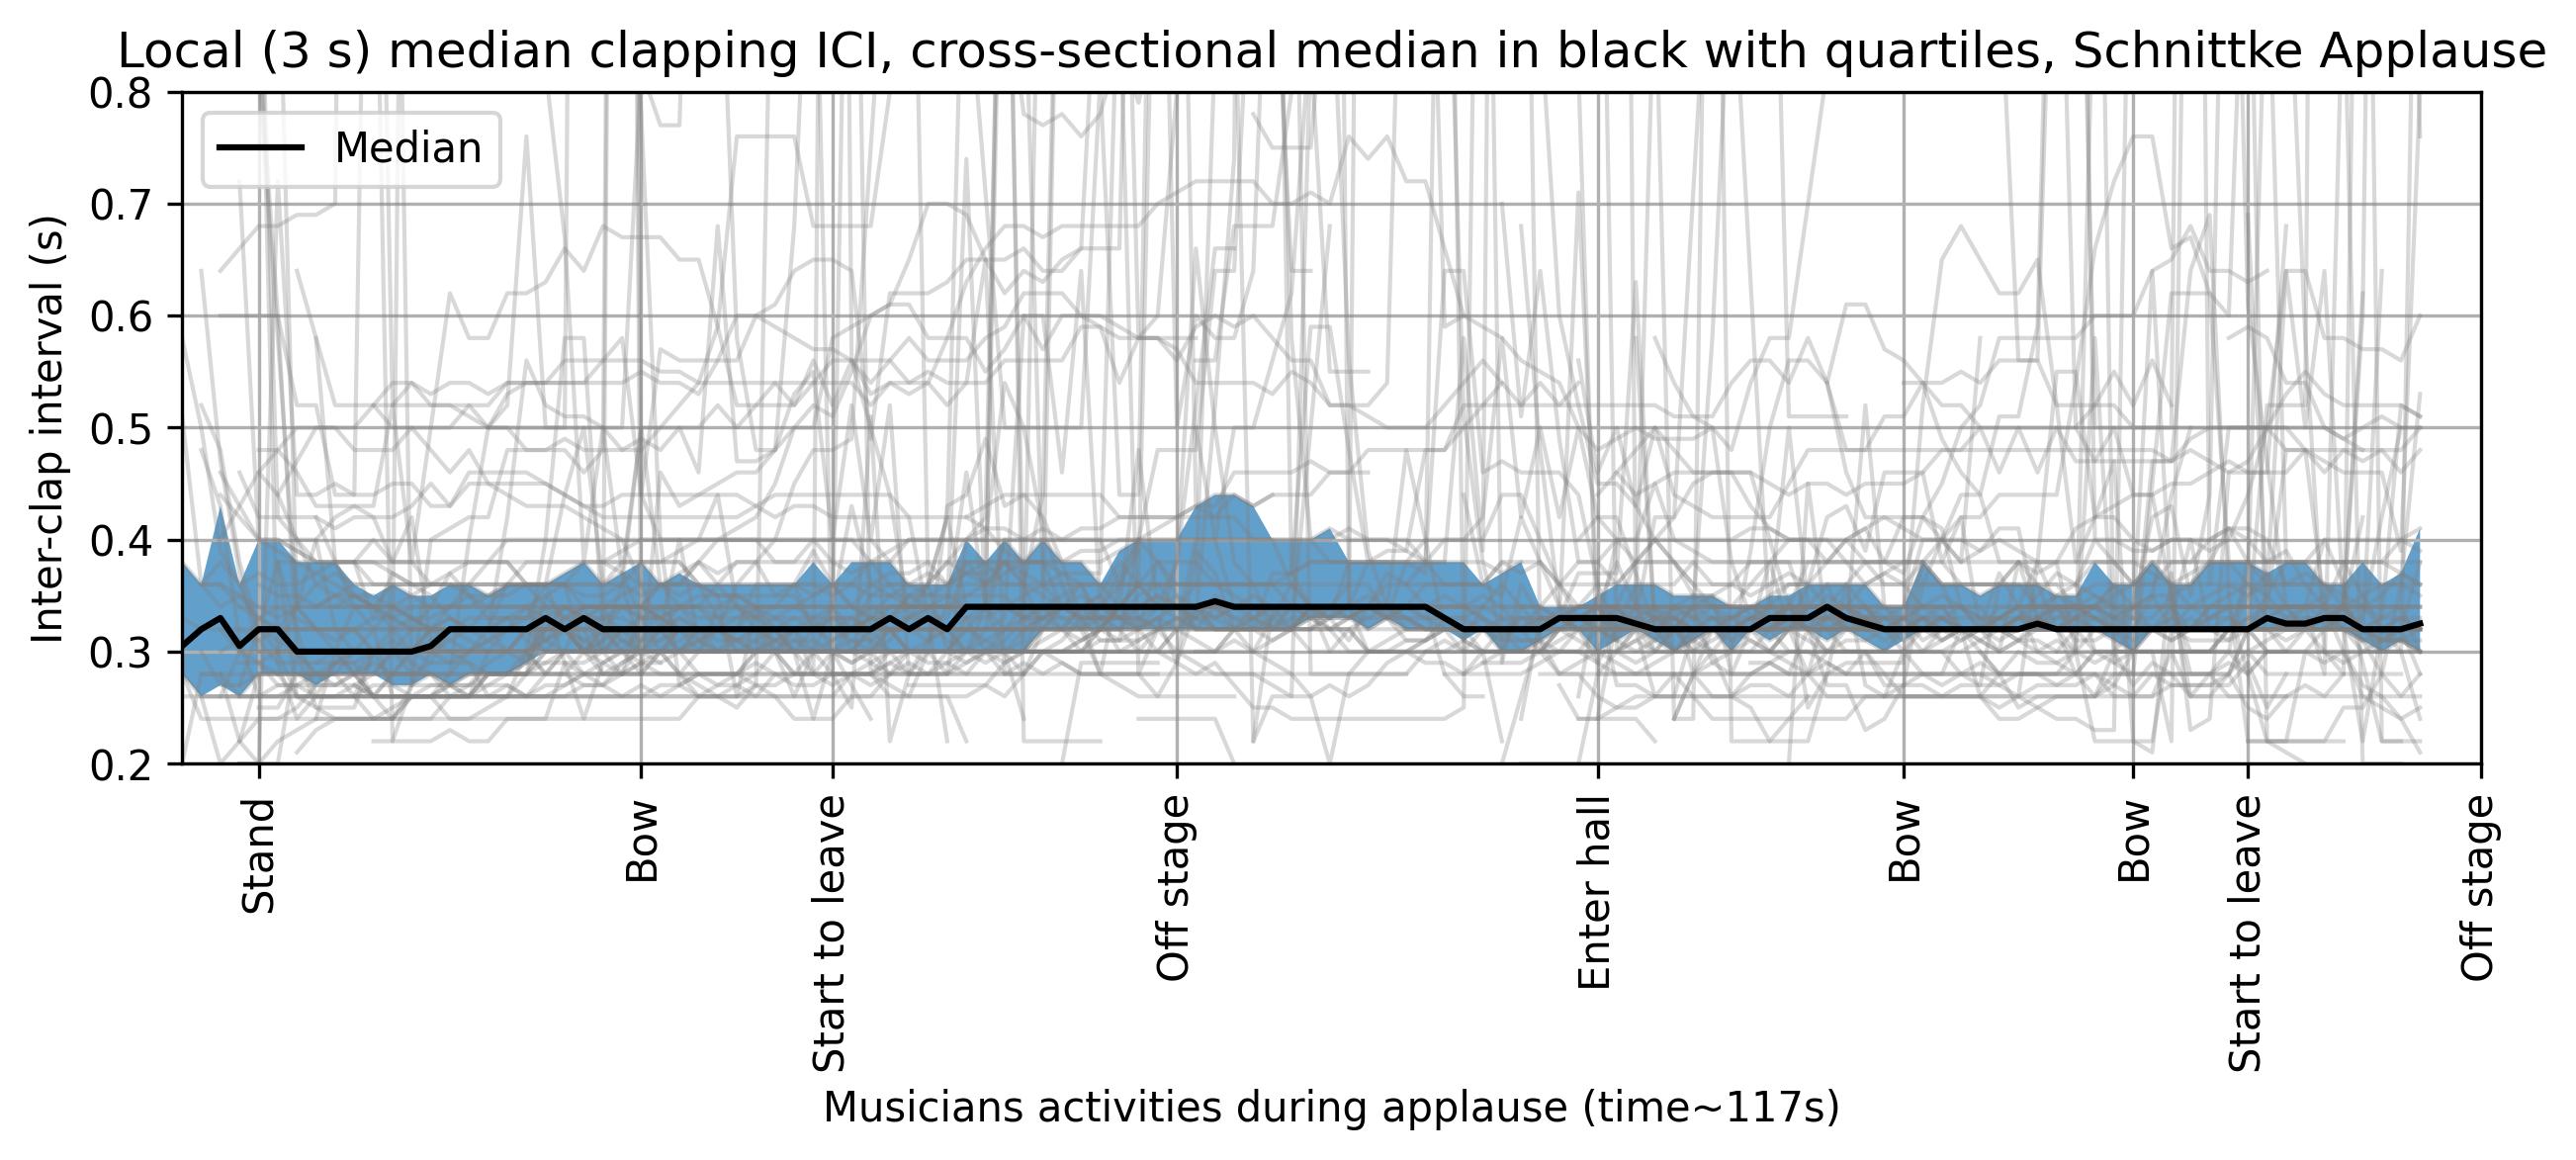 Local (3 s) median clapping ICI, cross-sectional median in black with quartiles, Schnittke Applause
Median
Inter-clap interval (s)
0.8
0.7
0.6
0.5
0.4
0.3
0.2
Stand
Bow
Start to leave
Off stage
Enter hall
Bow
Bow
Start to leave
Off stage
Musicians activities during applause (time~117s)